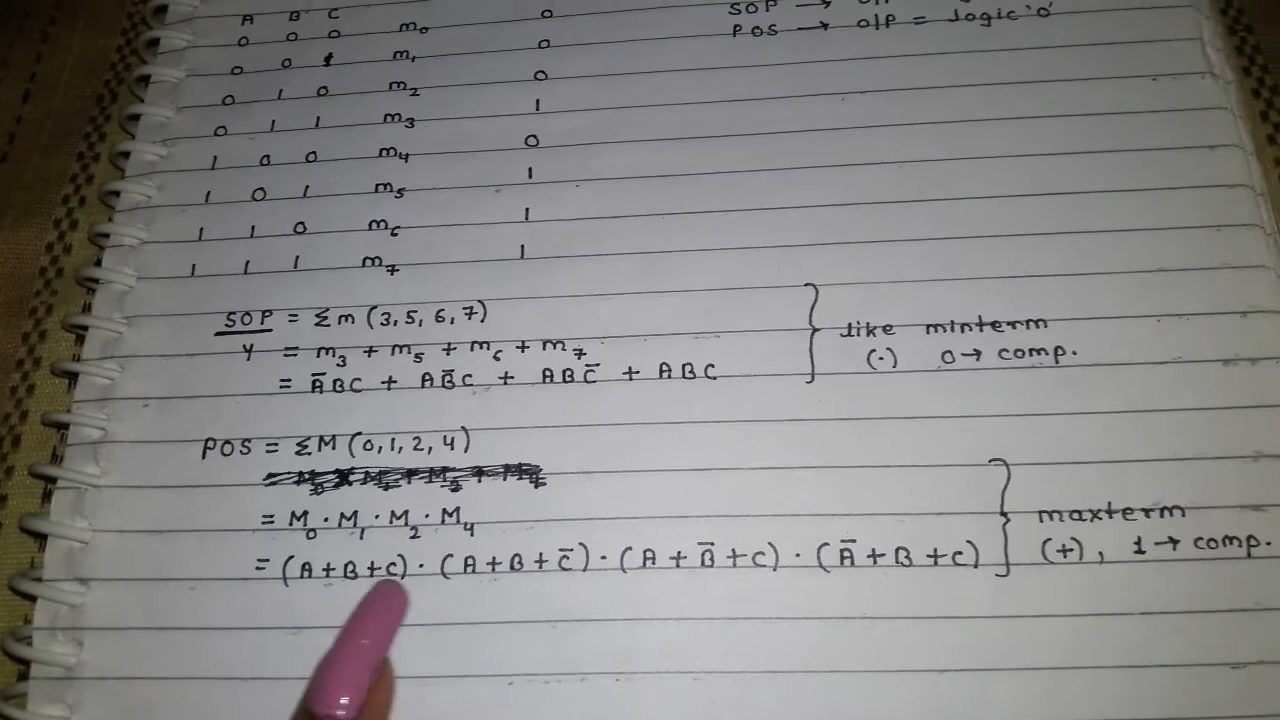 A B C
SOP →
0 0 0 m₀ 0
POS → O/P = logic '0'
0 0 1 m₁ 0
0 1 0 m₂ 0
0 1 1 m₃ 1
1 0 0 m₄ 0
1 0 1 m₅ 1
1 1 0 m₆ 1
1 1 1 m₇ 1
SOP = Σm (3, 5, 6, 7)
Y = m₃ + m₅ + m₆ + m₇
= A̅BC + AB̅C + ABC̅ + ABC
like minterm
(·) 0→ comp.
POS = ΣM (0, 1, 2, 4)
= M₀ · M₁ · M₂ · M₄
= (A+B+C) · (A+B+C̅) · (A+B̅+C) · (A̅+B+C)
maxterm
(+), 1→ comp.